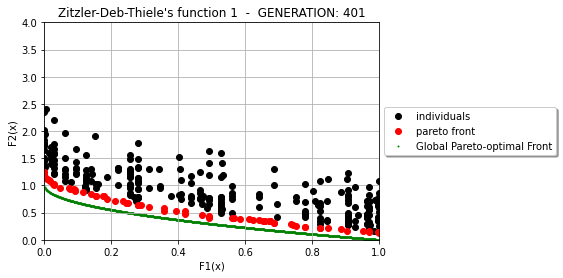 Zitzler-Deb-Thiele's function 1 - GENERATION: 401
4.0
3.5
3.0
2.5
2.0
1.5
1.0
0.5
0.0
F2(x)
0.0 0.2 0.4 0.6 0.8 1.0
F1(x)
individuals
pareto front
Global Pareto-optimal Front